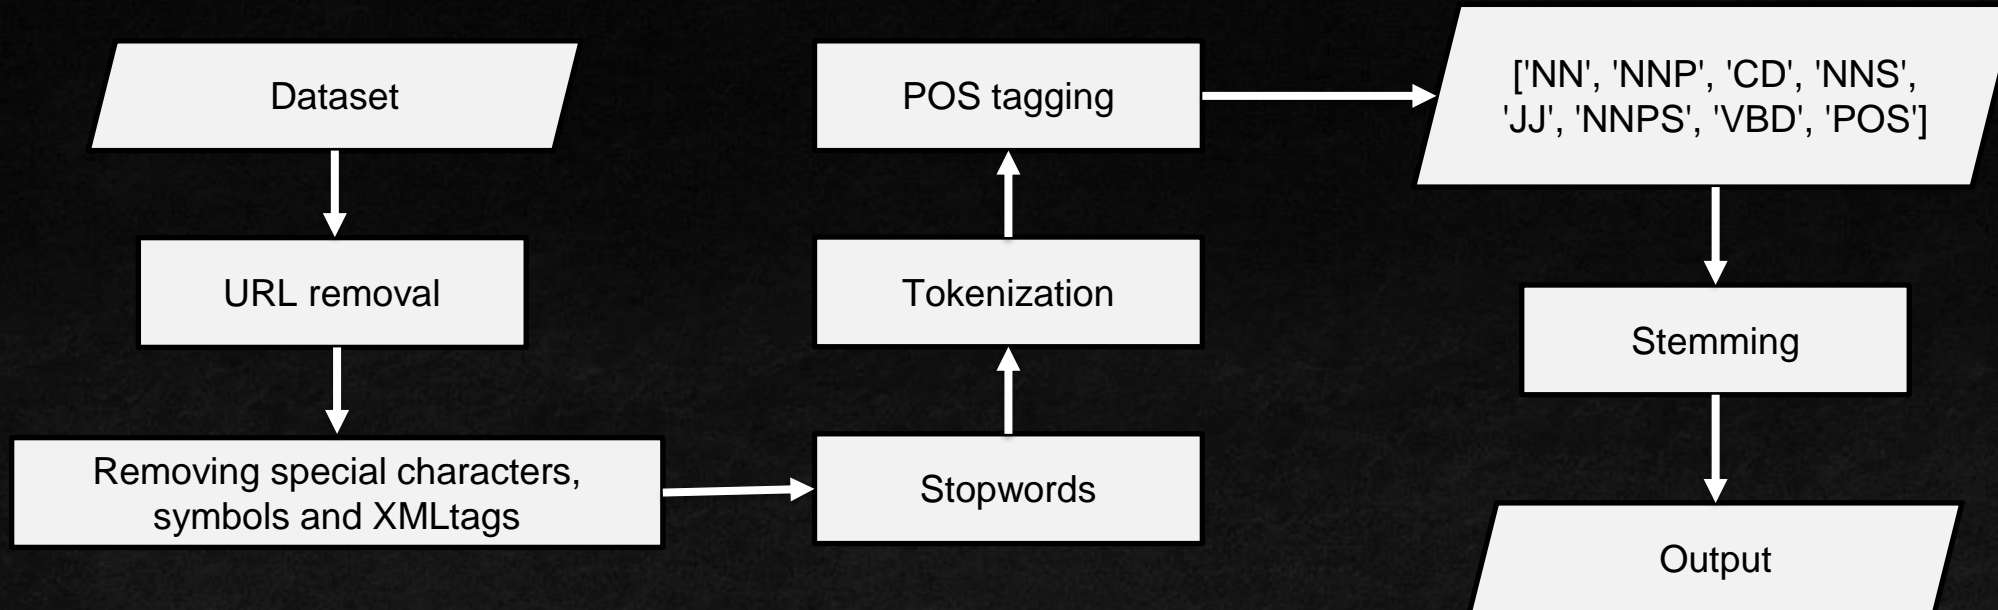 Dataset
URL removal
Removing special characters,
symbols and XMLtags
Stopwords
Tokenization
POS tagging
['NN', 'NNP', 'CD', 'NNS',
'JJ', 'NNPS', 'VBD', 'POS']
Stemming
Output